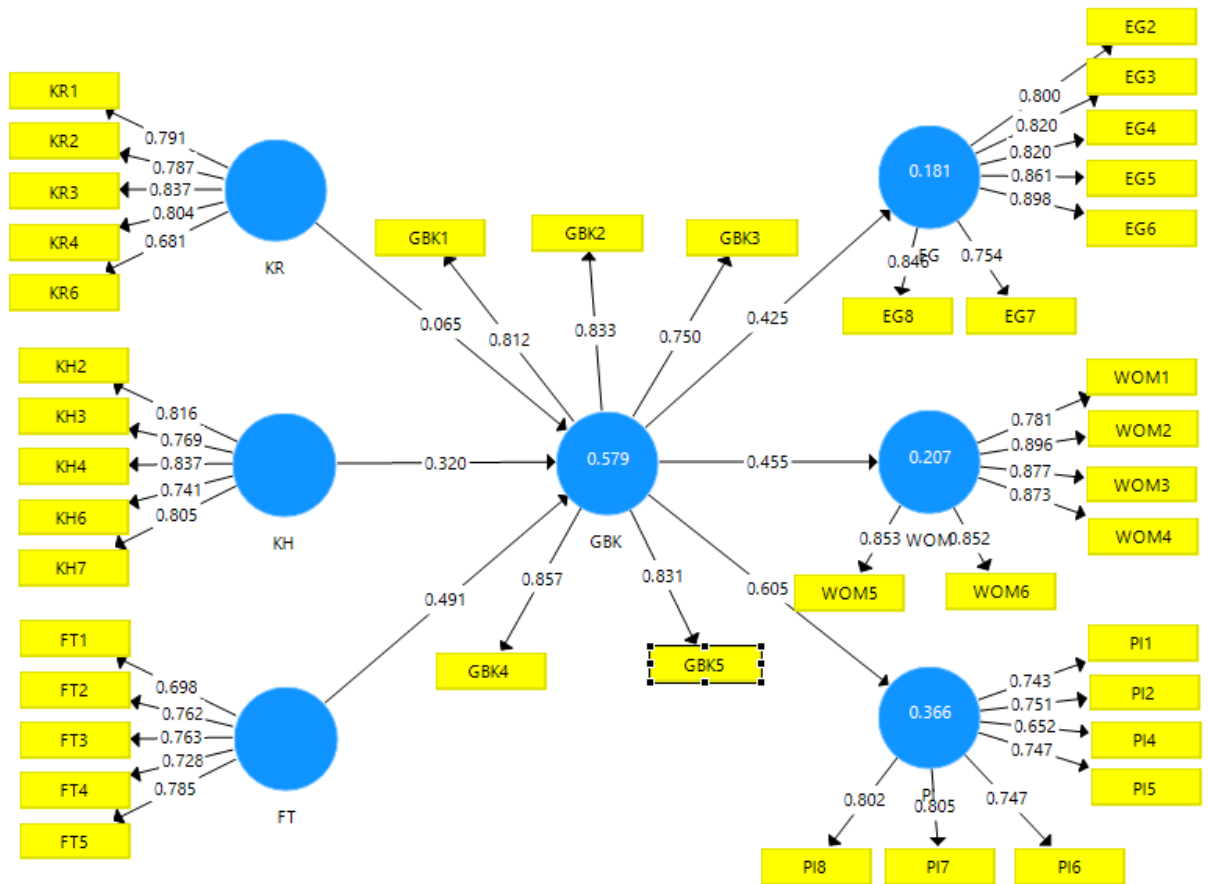 KR1
KR2
KR3
KR4
KR6
0.791
0.787
0.837
0.804
0.681
KR
KH2
KH3
KH4
KH6
KH7
0.816
0.769
0.837
0.741
0.805
KH
FT1
FT2
FT3
FT4
FT5
0.698
0.762
0.763
0.728
0.785
FT
0.065
0.320
0.491
GBK1
GBK2
GBK3
0.812
0.833
0.750
0.579
GBK
0.857
0.831
GBK4
GBK5
0.425
0.455
0.605
0.181
EG
0.800
0.820
0.820
0.861
0.898
0.846
0.754
EG2
EG3
EG4
EG5
EG6
EG8
EG7
0.207
WOM
0.781
0.896
0.877
0.873
0.853
0.852
WOM1
WOM2
WOM3
WOM4
WOM5
WOM6
0.366
PI
0.743
0.751
0.652
0.747
0.802
0.805
0.747
PI1
PI2
PI4
PI5
PI8
PI7
PI6